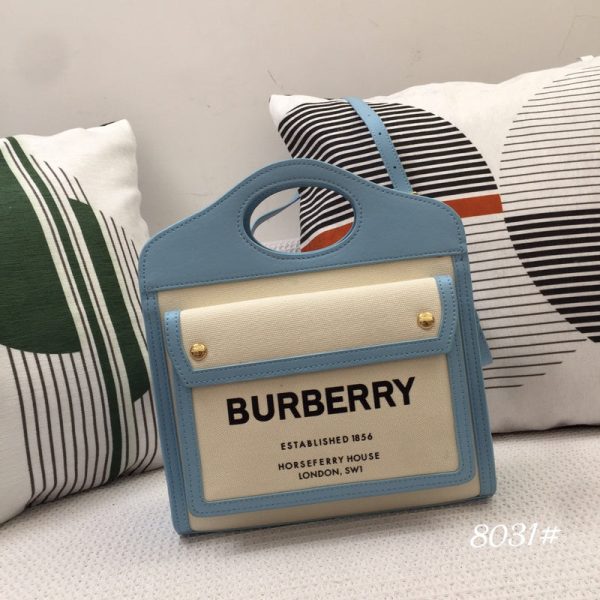 BURBERRY
ESTABLISHED 1856
HORSEFERRY HOUSE
LONDON, SW1
8031#